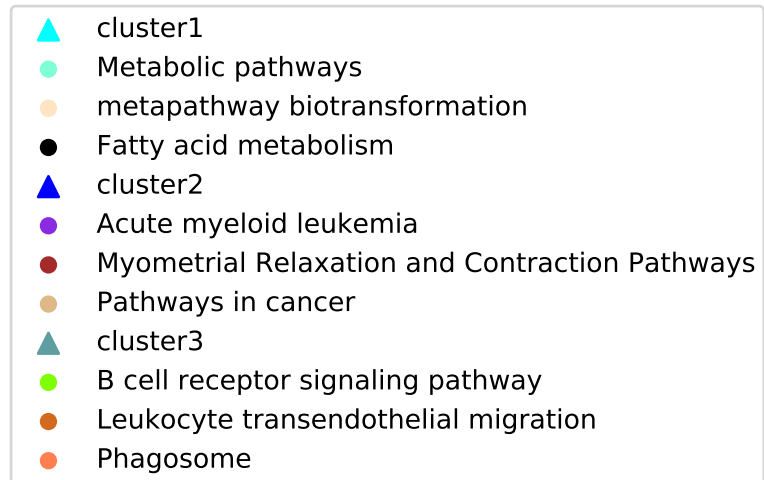 cluster1
Metabolic pathways
metapathway biotransformation
Fatty acid metabolism
cluster2
Acute myeloid leukemia
Myometrial Relaxation and Contraction Pathways
Pathways in cancer
cluster3
B cell receptor signaling pathway
Leukocyte transendothelial migration
Phagosome